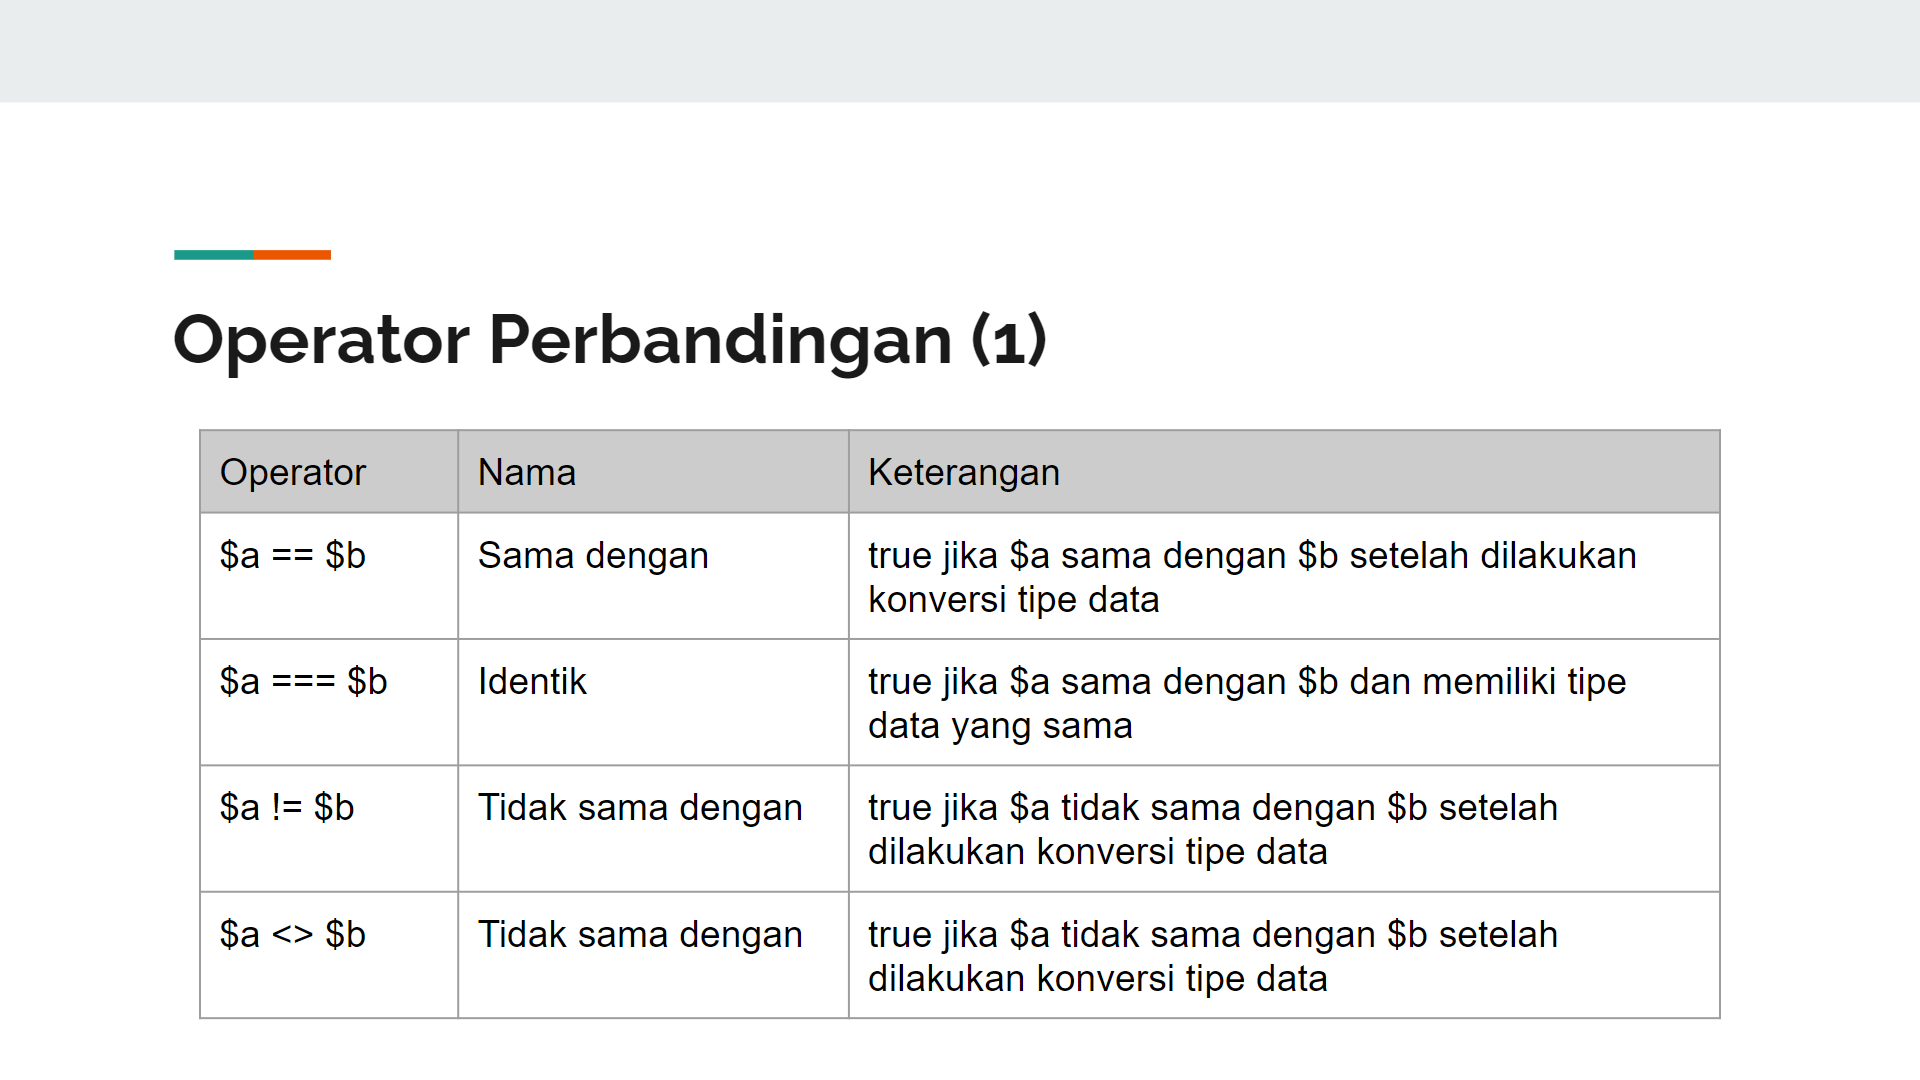 Operator Perbandingan (1)
Operator Nama Keterangan
$a == $b Sama dengan true jika $a sama dengan $b setelah dilakukan
konversi tipe data
$a === $b Identik true jika $a sama dengan $b dan memiliki tipe
data yang sama
$a != $b Tidak sama dengan true jika $a tidak sama dengan $b setelah
dilakukan konversi tipe data
$a <> $b Tidak sama dengan true jika $a tidak sama dengan $b setelah
dilakukan konversi tipe data